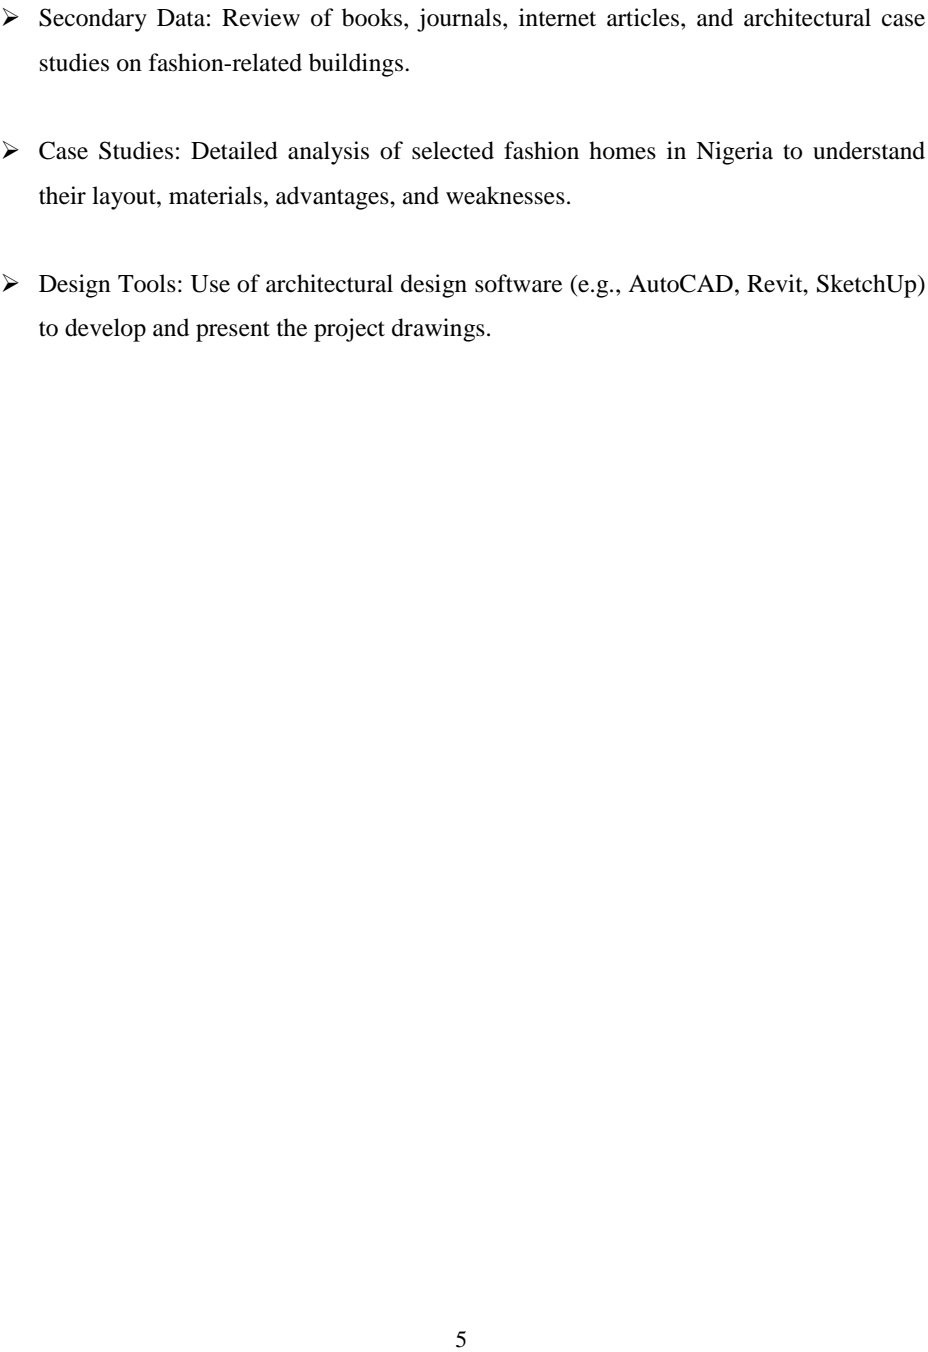 ➢ Secondary Data: Review of books, journals, internet articles, and architectural case
studies on fashion-related buildings.
➢ Case Studies: Detailed analysis of selected fashion homes in Nigeria to understand
their layout, materials, advantages, and weaknesses.
➢ Design Tools: Use of architectural design software (e.g., AutoCAD, Revit, SketchUp)
to develop and present the project drawings.
5